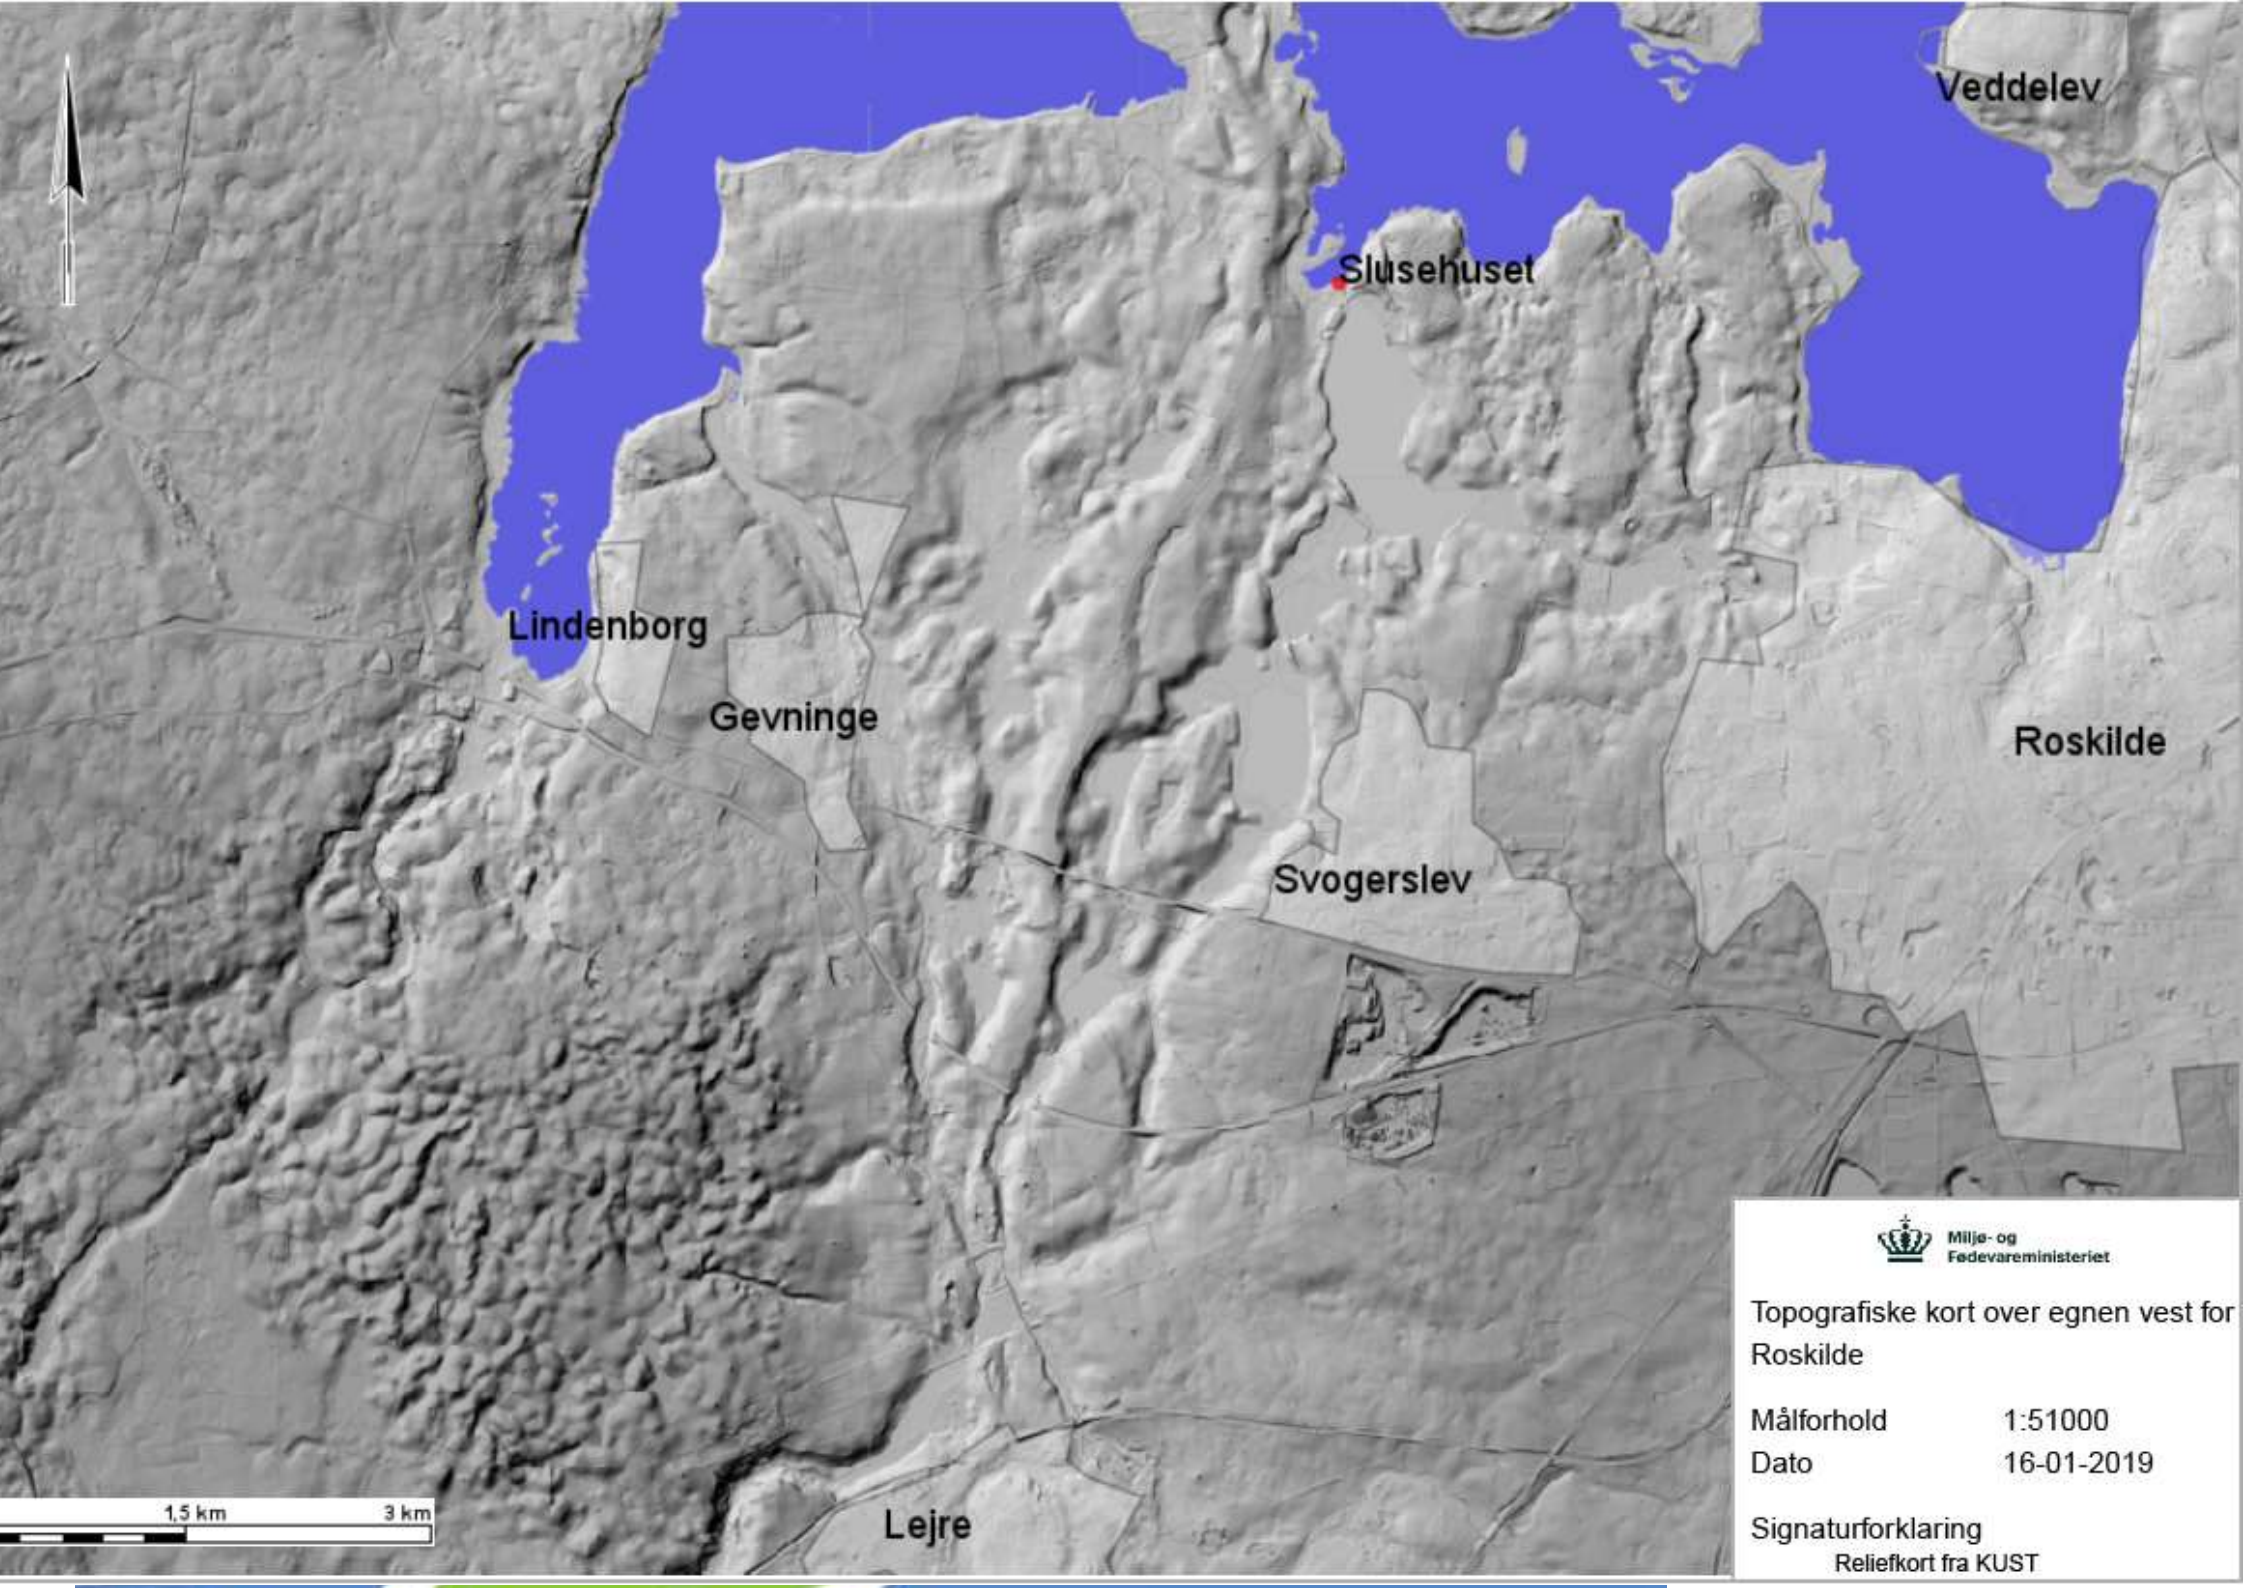 Veddelev
Slusehuset
Lindenborg
Gevninge
Roskilde
Svogerslev
Lejre
1,5 km 3 km
Miljø- og
Fødevareministeriet
Topografiske kort over egnen vest for
Roskilde
Målforhold 1:51000
Dato 16-01-2019
Signaturforklaring
Reliefkort fra KUST